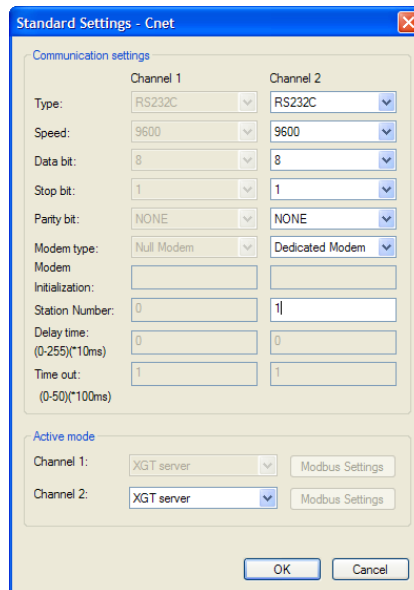 Standard Settings - Cnet
Communication settings
Channel 1 Channel 2
Type: RS232C RS232C
Speed: 9600 9600
Data bit: 8 8
Stop bit: 1 1
Parity bit: NONE NONE
Modem type: Null Modem Dedicated Modem
Modem
Initialization:
Station Number: 0 1
Delay time:
(0-255)(*10ms) 0 0
Time out: 1 1
(0-50)(*100ms)
Active mode
Channel 1: XGT server Modbus Settings
Channel 2: XGT server Modbus Settings
OK Cancel